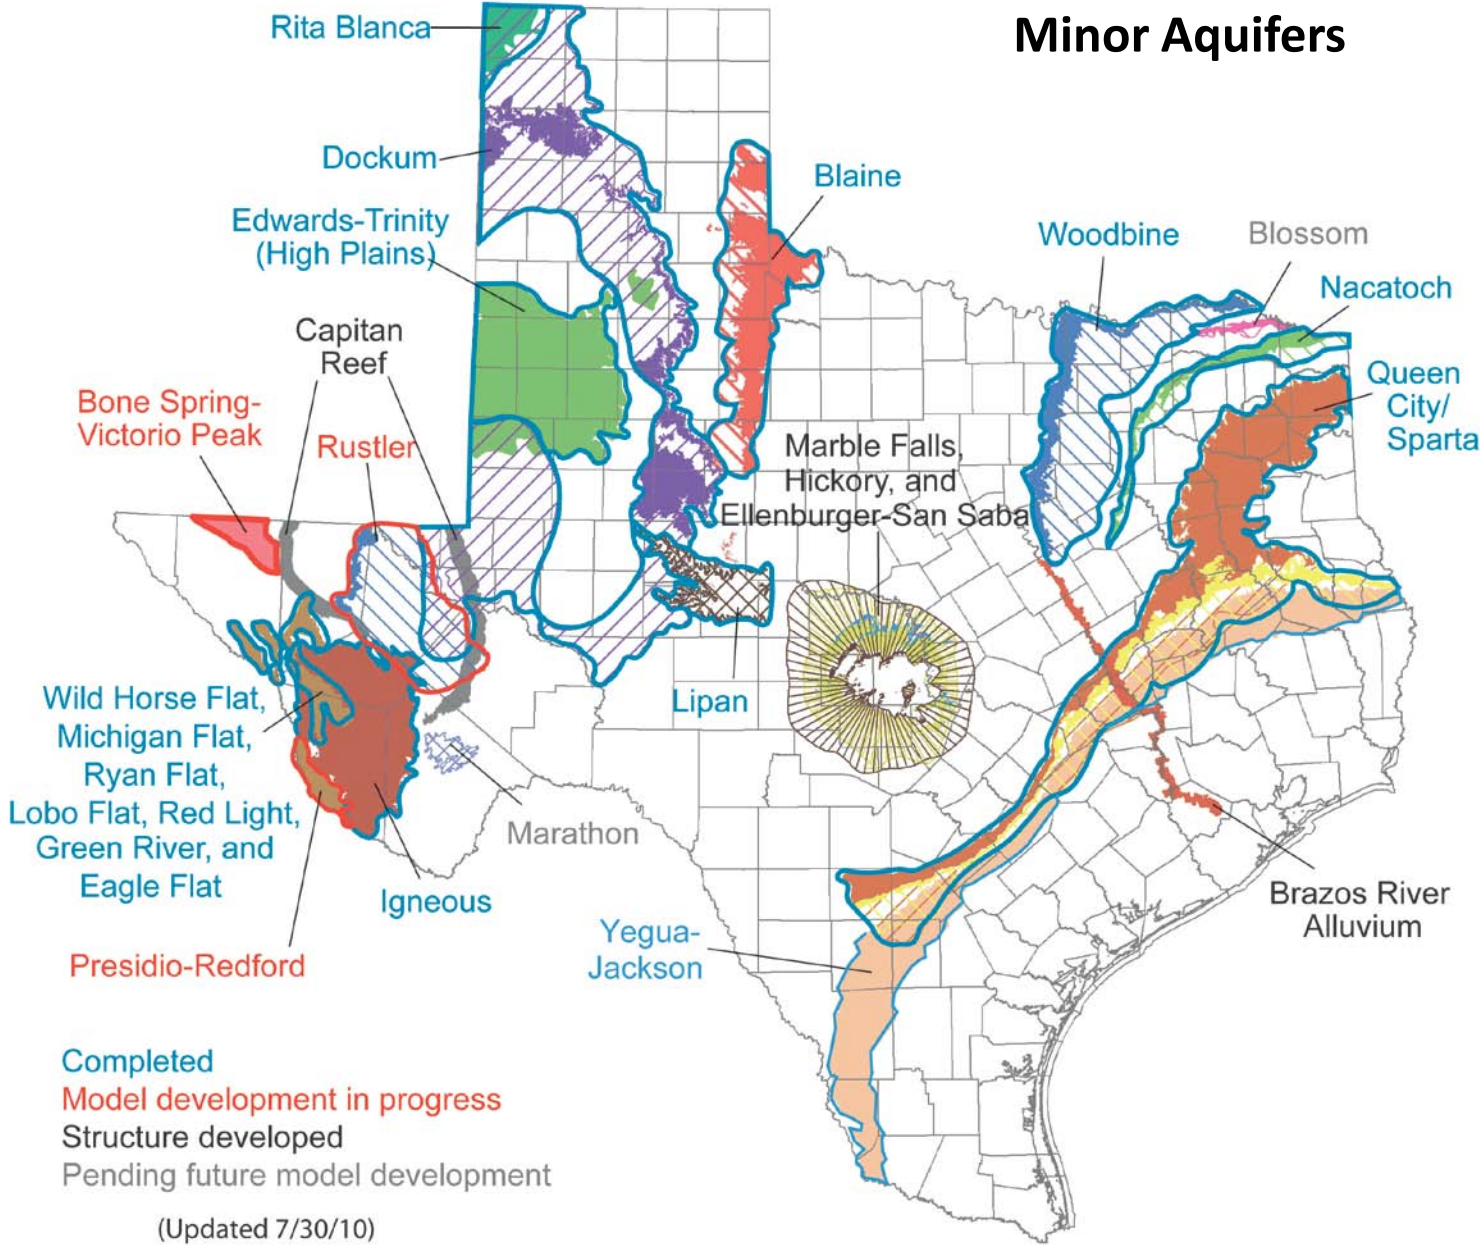 Minor Aquifers
Rita Blanca
Dockum
Edwards-Trinity
(High Plains)
Blaine
Woodbine
Blossom
Nacatoch
Capitan
Reef
Queen
City/
Sparta
Bone Spring-
Victorio Peak
Rustler
Marble Falls,
Hickory, and
Ellenburger-San Saba
Lipan
Wild Horse Flat,
Michigan Flat,
Ryan Flat,
Lobo Flat, Red Light,
Green River, and
Eagle Flat
Marathon
Igneous
Brazos River
Alluvium
Yegua-
Jackson
Presidio-Redford
Completed
Model development in progress
Structure developed
Pending future model development
(Updated 7/30/10)